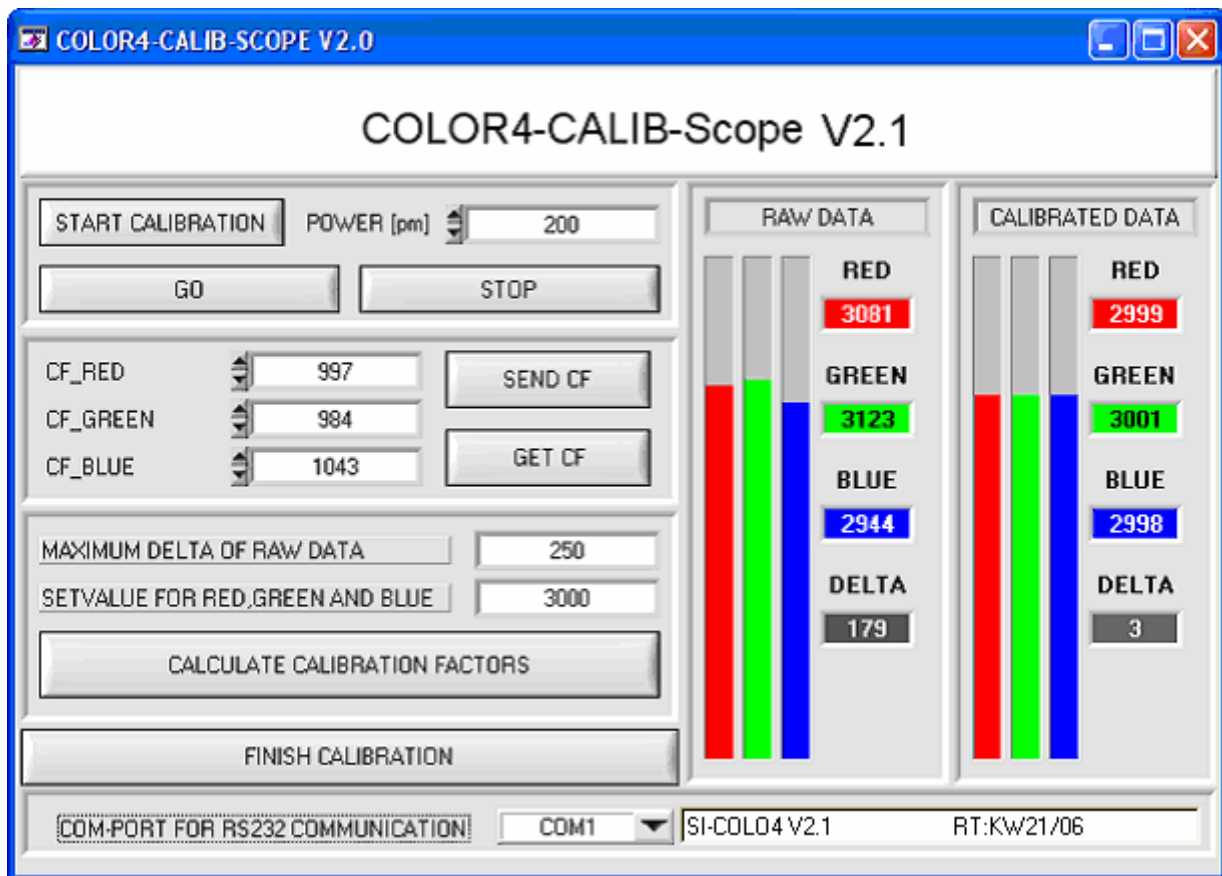 COLOR4-CALIB-SCOPE V2.0
COLOR4-CALIB-Scope V2.1
START CALIBRATION POWER [pm] 200
GO STOP
CF_RED 997 SEND CF
CF_GREEN 984
CF_BLUE 1043 GET CF
MAXIMUM DELTA OF RAW DATA 250
SETVALUE FOR RED,GREEN AND BLUE 3000
CALCULATE CALIBRATION FACTORS
FINISH CALIBRATION
RAW DATA
RED
3081
GREEN
3123
BLUE
2944
DELTA
179
CALIBRATED DATA
RED
2999
GREEN
3001
BLUE
2998
DELTA
3
COM-PORT FOR RS232 COMMUNICATION COM1 SI-COLO4 V2.1 RT:KW21/06